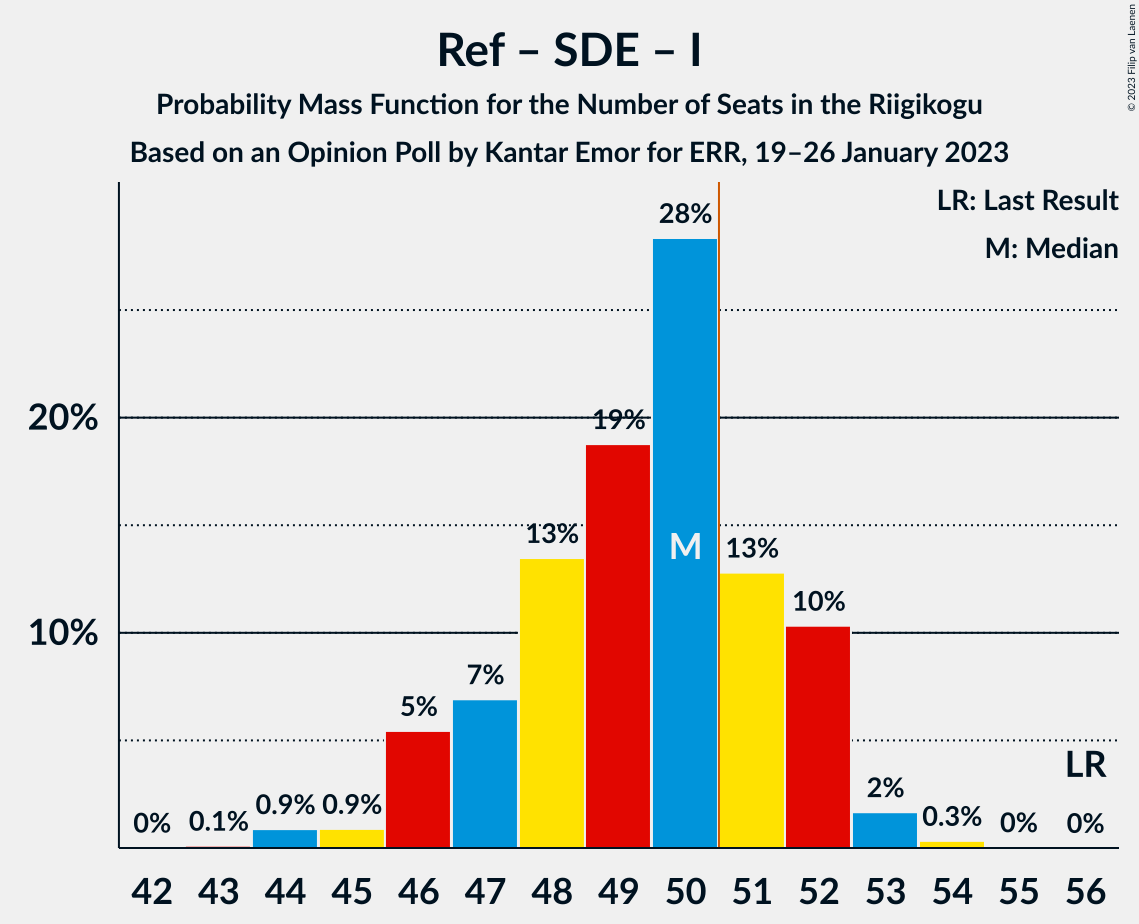 Ref – SDE – I
Probability Mass Function for the Number of Seats in the Riigikogu
Based on an Opinion Poll by Kantar Emor for ERR, 19–26 January 2023
© 2023 Filip van Laenen
LR: Last Result
M: Median
28%
20%
19%
13%
M
13%
10%
10%
7%
5%
LR
2%
0%
0.1%
0.9%
0.9%
0.3%
0%
0%
42 43 44 45 46 47 48 49 50 51 52 53 54 55 56